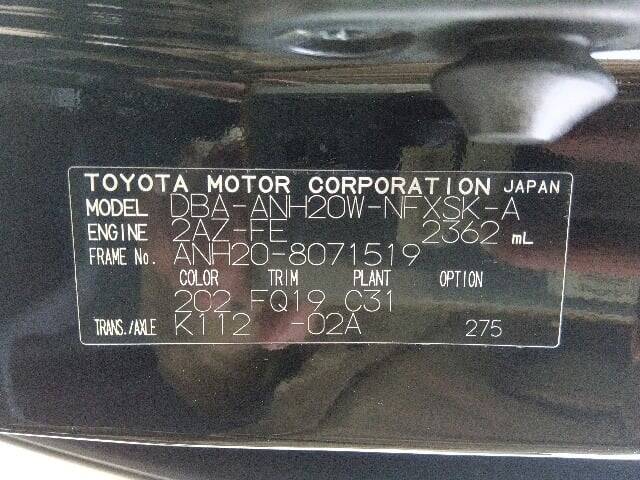 TOYOTA MOTOR CORPORATION JAPAN
MODEL DBA-ANH20W-NFXSK-A
ENGINE 2AZ-FE 2362 mL
FRAME No. ANH20-8071519
COLOR TRIM PLANT OPTION
202 FQ19 C31
TRANS./AXLE K112 -02A 275